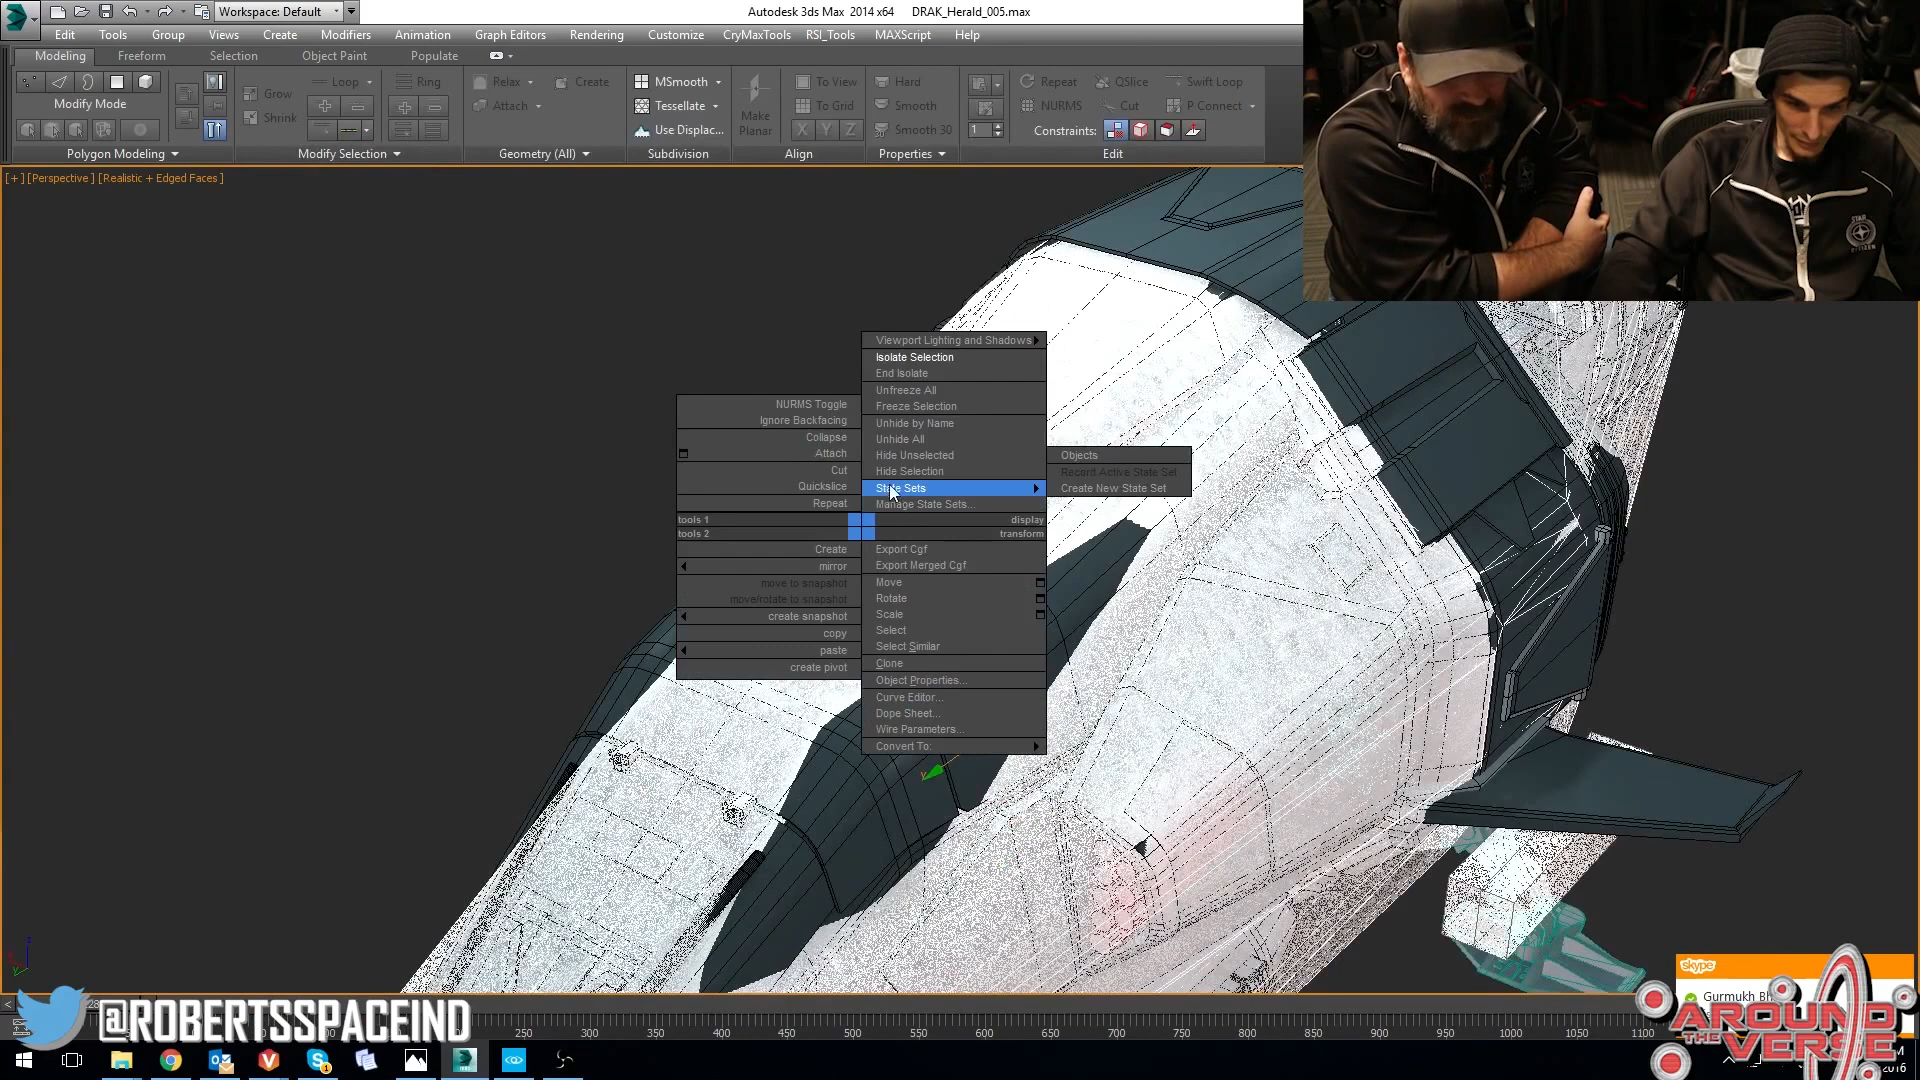 Workspace: Default
Autodesk 3ds Max 2014 x64 DRAK_Herald_005.max
Edit Tools Group Views Create Modifiers Animation Graph Editors Rendering Customize CryMaxTools RSI_Tools MAXScript Help
Modeling Freeform Selection Object Paint Populate
Loop Ring Relax Create MSmooth To View Hard Repeat QSlice Swift Loop
Modify Mode Grow Attach Tessellate To Grid Smooth NURMS Cut P Connect
Shrink Make Planar Use Displac... X Y Z Smooth 30 1 Constraints:
Polygon Modeling Modify Selection Geometry (All) Subdivision Align Properties Edit
[+] [Perspective] [Realistic + Edged Faces]
STAR CITIZEN
Viewport Lighting and Shadows
Isolate Selection
End Isolate
Unfreeze All
Freeze Selection
Unhide by Name
Unhide All
Hide Unselected
Hide Selection
State Sets
Manage State Sets...
Objects
Record Active State Set
Create New State Set
NURMS Toggle
Ignore Backfacing
Collapse
Attach
Cut
Quickslice
Repeat
tools 1 display
tools 2 transform
Create
mirror
move to snapshot
move/rotate to snapshot
create snapshot
copy
paste
create pivot
Export Cgf
Export Merged Cgf
Move
Rotate
Scale
Select
Select Similar
Clone
Object Properties...
Curve Editor...
Dope Sheet...
Wire Parameters...
Convert To:
y
z
y
skype
Gurmukh
@ROBERTSSPACEIND
AROUND
THE VERSE
250 300 350 400 450 500 550 600 650 700 750 800 850 900 950 1000 1050 1100
2016